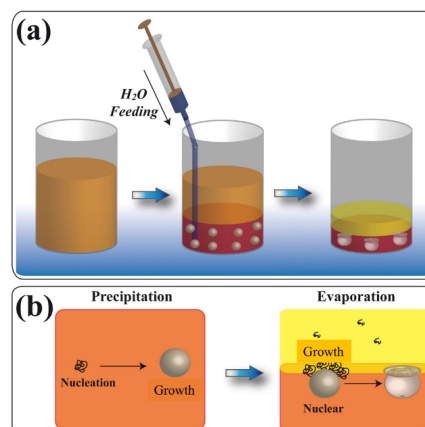 (a)
H₂O
Feeding
(b)
Precipitation
Evaporation
Nucleation
Growth
Growth
Nuclear